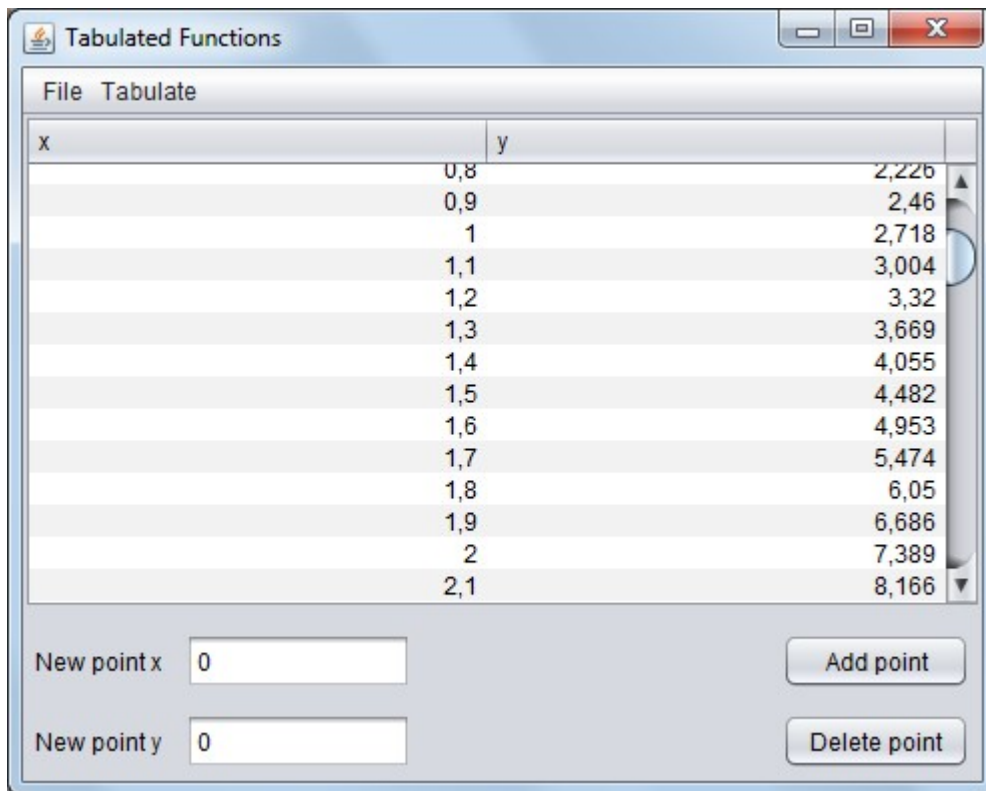 Tabulated Functions
File Tabulate
x y
0,8 2,226
0,9 2,46
1 2,718
1,1 3,004
1,2 3,32
1,3 3,669
1,4 4,055
1,5 4,482
1,6 4,953
1,7 5,474
1,8 6,05
1,9 6,686
2 7,389
2,1 8,166
New point x 0 Add point
New point y 0 Delete point